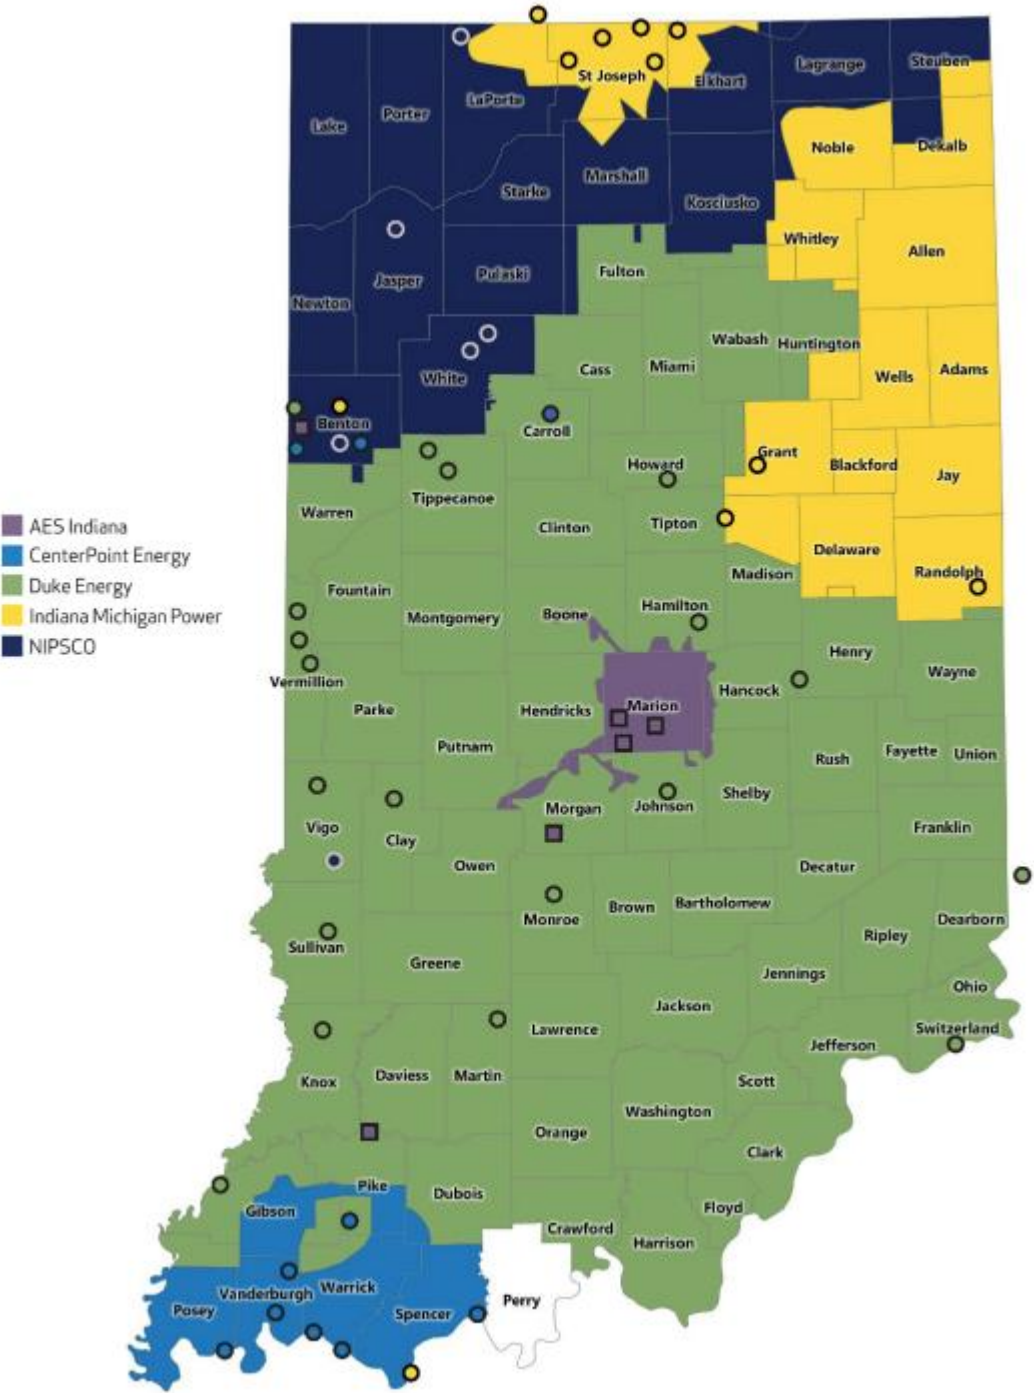 St Joseph
Elkhart
Lagrange
Steuben
Lake
Porter
LaPorte
Noble
Dekalb
Starke
Marshall
Kosciusko
Whitley
Allen
Newton
Jasper
Pulaski
Fulton
White
Cass
Miami
Wabash
Huntington
Wells
Adams
Benton
Carroll
Howard
Grant
Blackford
Jay
Warren
Tippecanoe
Clinton
Tipton
Delaware
Randolph
Madison
AES Indiana
CenterPoint Energy
Duke Energy
Indiana Michigan Power
NIPSCO
Fountain
Montgomery
Boone
Hamilton
Henry
Wayne
Vermillion
Parke
Hendricks
Marion
Hancock
Putnam
Rush
Fayette
Union
Vigo
Clay
Morgan
Johnson
Shelby
Franklin
Owen
Decatur
Monroe
Brown
Bartholomew
Dearborn
Sullivan
Greene
Ripley
Jennings
Ohio
Jackson
Switzerland
Lawrence
Jefferson
Knox
Daviess
Martin
Scott
Washington
Orange
Clark
Gibson
Pike
Dubois
Floyd
Crawford
Harrison
Posey
Vanderburgh
Warrick
Spencer
Perry